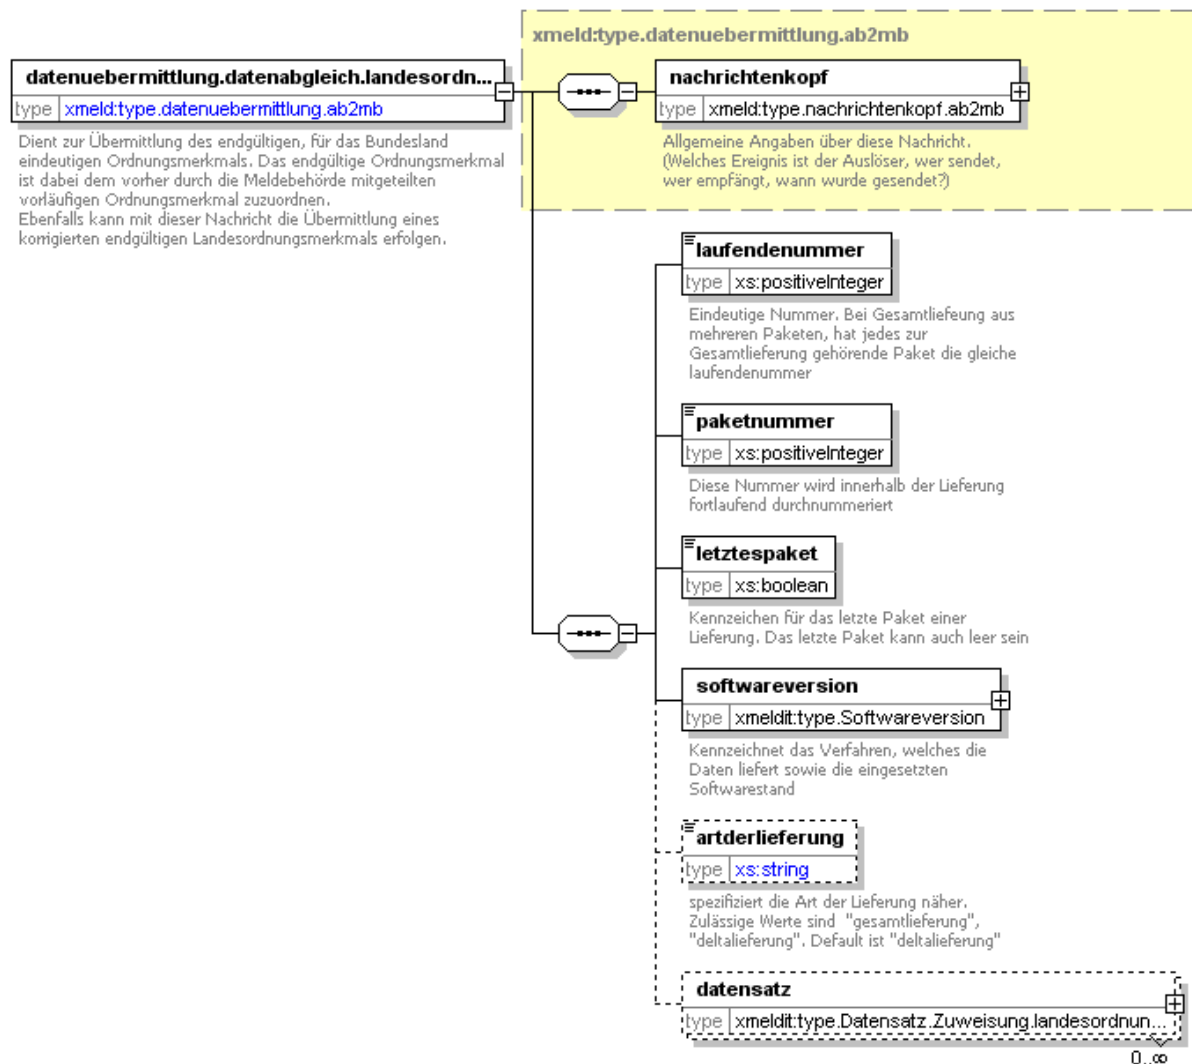 xmeld:type.datenuebermittlung.ab2mb
datenuebermittlung.datenabgleich.landesordn...
type xmeld:type.datenuebermittlung.ab2mb
Dient zur Übermittlung des endgültigen, für das Bundesland
eindeutigen Ordnungsmerkmals. Das endgültige Ordnungsmerkmal
ist dabei dem vorher durch die Meldebehörde mitgeteilten
vorläufigen Ordnungsmerkmal zuzuordnen.
Ebenfalls kann mit dieser Nachricht die Übermittlung eines
korrigierten endgültigen Landesordnungsmerkmals erfolgen.
nachrichtenkopf
type xmeld:type.nachrichtenkopf.ab2mb
Allgemeine Angaben über diese Nachricht.
(Welches Ereignis ist der Auslöser, wer sendet,
wer empfängt, wann wurde gesendet?)
laufendenummer
type xs:positiveInteger
Eindeutige Nummer. Bei Gesamtliefeung aus
mehreren Paketen, hat jedes zur
Gesamtlieferung gehörende Paket die gleiche
laufendenummer
paketnummer
type xs:positiveInteger
Diese Nummer wird innerhalb der Lieferung
fortlaufend durchnummeriert
letztespaket
type xs:boolean
Kennzeichen für das letzte Paket einer
Lieferung. Das letzte Paket kann auch leer sein
softwareversion
type xmeldit:type.Softwareversion
Kennzeichnet das Verfahren, welches die
Daten liefert sowie die eingesetzten
Softwarestand
artderlieferung
type xs:string
spezifiziert die Art der Lieferung näher.
Zulässige Werte sind "gesamtlieferung",
"deltalieferung". Default ist "deltalieferung"
datensatz
type xmeldit:type.Datensatz.Zuweisung.landesordnun...
0..∞